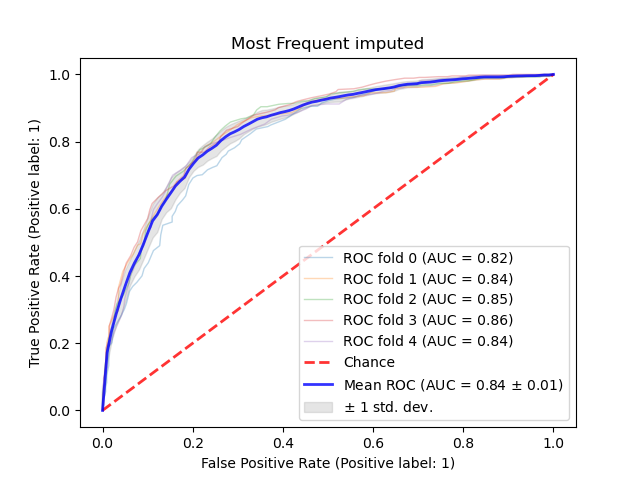 Most Frequent imputed
True Positive Rate (Positive label: 1)
1.0
0.8
0.6
0.4
0.2
0.0
ROC fold 0 (AUC = 0.82)
ROC fold 1 (AUC = 0.84)
ROC fold 2 (AUC = 0.85)
ROC fold 3 (AUC = 0.86)
ROC fold 4 (AUC = 0.84)
Chance
Mean ROC (AUC = 0.84 ± 0.01)
± 1 std. dev.
0.0 0.2 0.4 0.6 0.8 1.0
False Positive Rate (Positive label: 1)